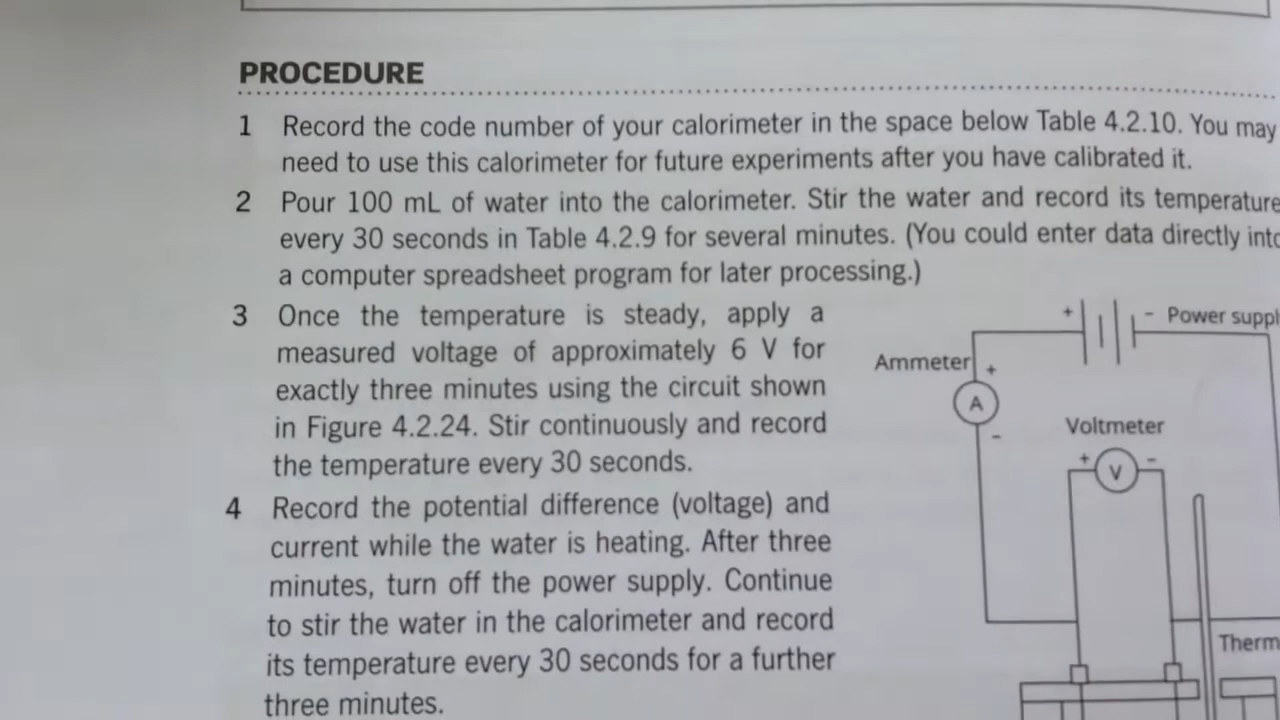 PROCEDURE
1 Record the code number of your calorimeter in the space below Table 4.2.10. You may
need to use this calorimeter for future experiments after you have calibrated it.
2 Pour 100 mL of water into the calorimeter. Stir the water and record its temperature
every 30 seconds in Table 4.2.9 for several minutes. (You could enter data directly into
a computer spreadsheet program for later processing.)
3 Once the temperature is steady, apply a
measured voltage of approximately 6 V for
exactly three minutes using the circuit shown
in Figure 4.2.24. Stir continuously and record
the temperature every 30 seconds.
4 Record the potential difference (voltage) and
current while the water is heating. After three
minutes, turn off the power supply. Continue
to stir the water in the calorimeter and record
its temperature every 30 seconds for a further
three minutes.
+ - Power suppl
Ammeter +
A
-
Voltmeter
+ -
V
Therm